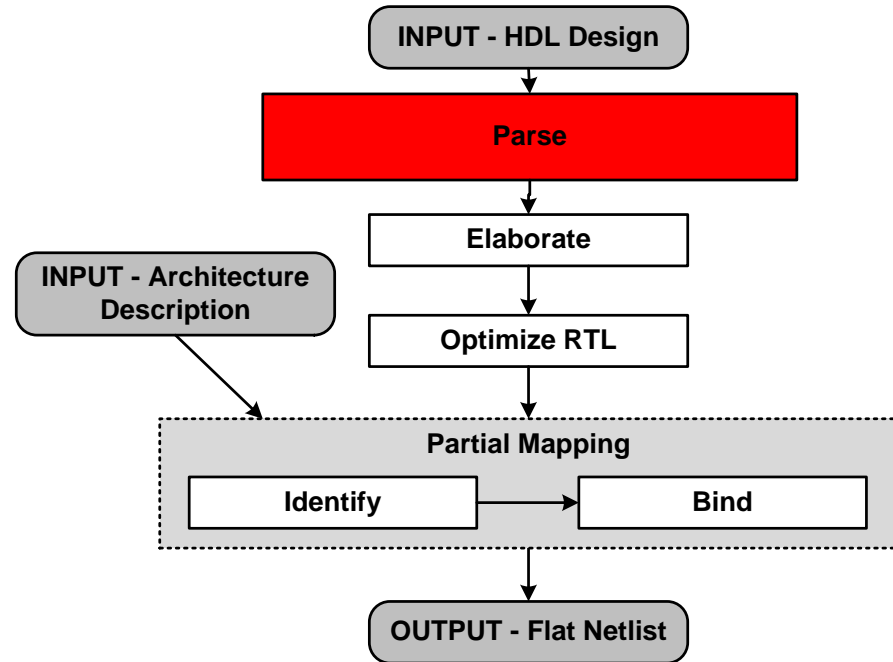 INPUT - HDL Design
Parse
Elaborate
INPUT - Architecture
Description
Optimize RTL
Partial Mapping
Identify
Bind
OUTPUT - Flat Netlist